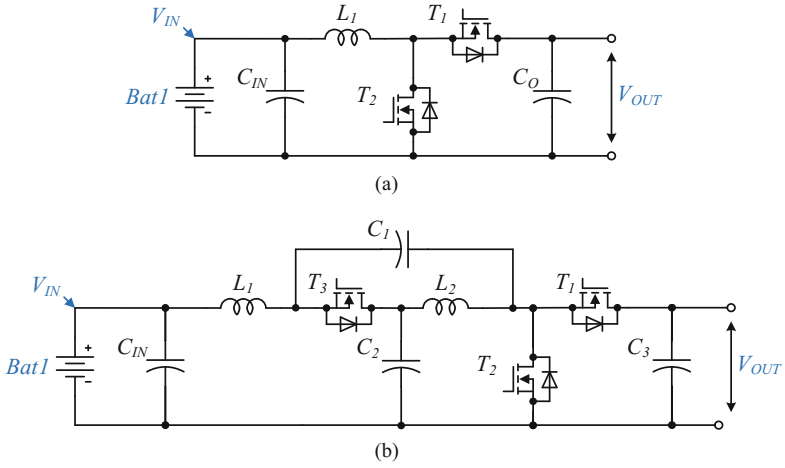 V_IN
L_1
T_1
+
Bat1
-
C_IN
T_2
C_O
V_OUT
(a)
C_1
V_IN
L_1
T_3
L_2
T_1
+
Bat1
-
C_IN
C_2
T_2
C_3
V_OUT
(b)